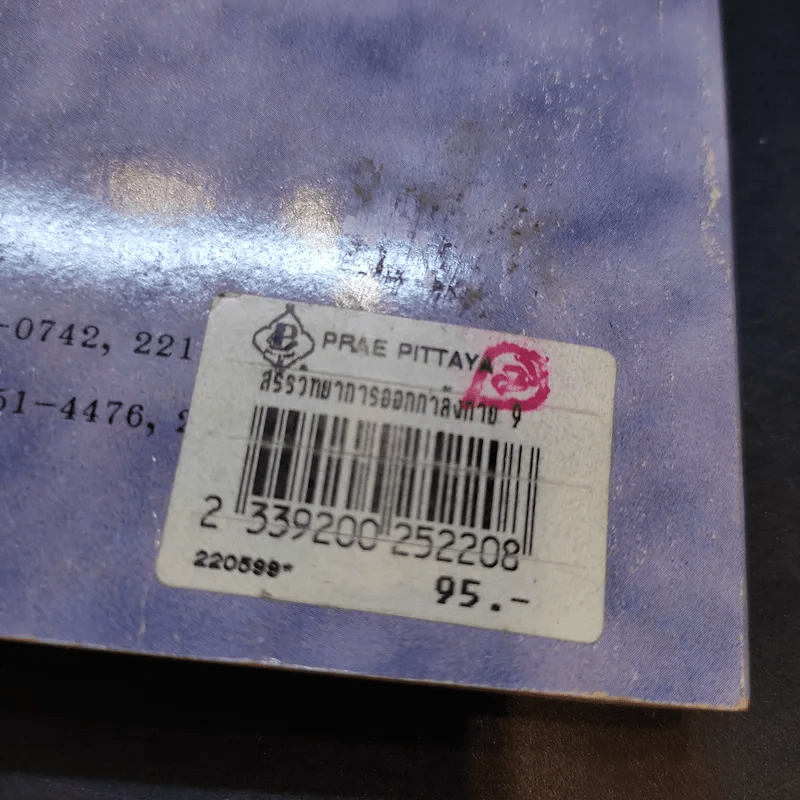 -0742, 221
51-4476, 2
PRAE PITTAYA
สรีรวิทยาการออกกำลังกาย 9
2 339200 252208
220599*
95.-